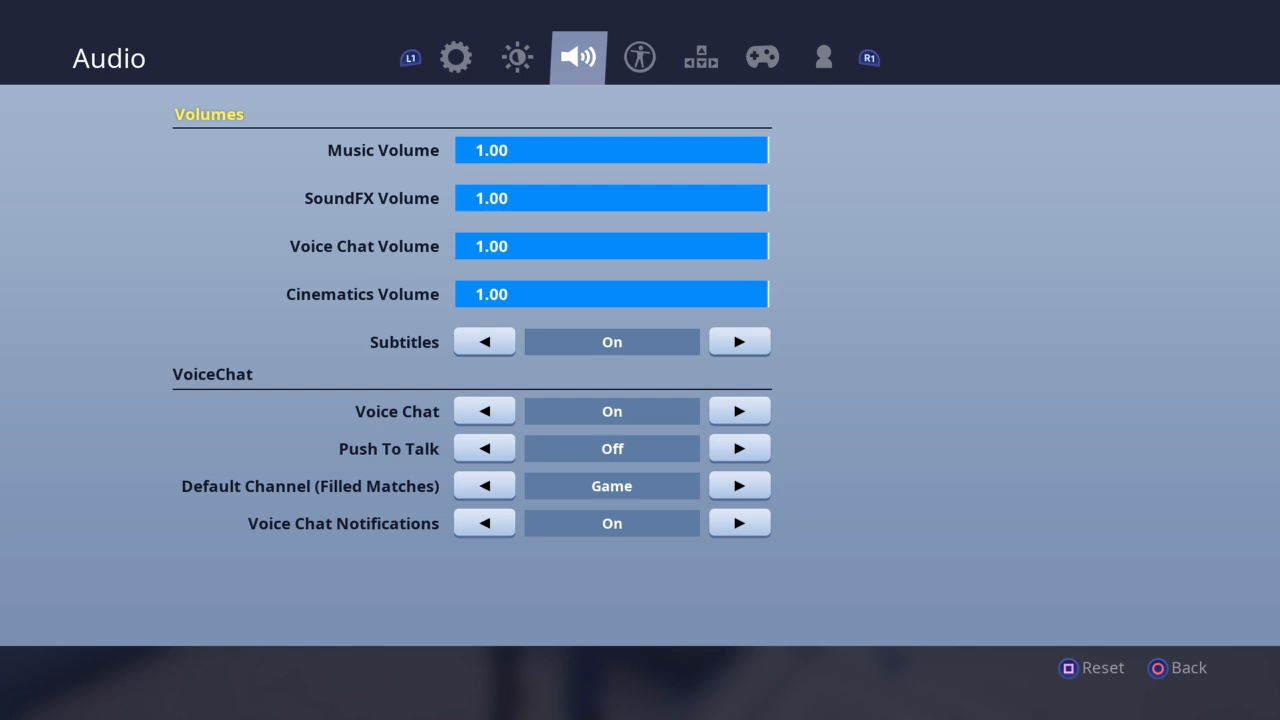 Audio
L1
R1
Volumes
Music Volume 1.00
SoundFX Volume 1.00
Voice Chat Volume 1.00
Cinematics Volume 1.00
Subtitles On
VoiceChat
Voice Chat On
Push To Talk Off
Default Channel (Filled Matches) Game
Voice Chat Notifications On
Reset Back